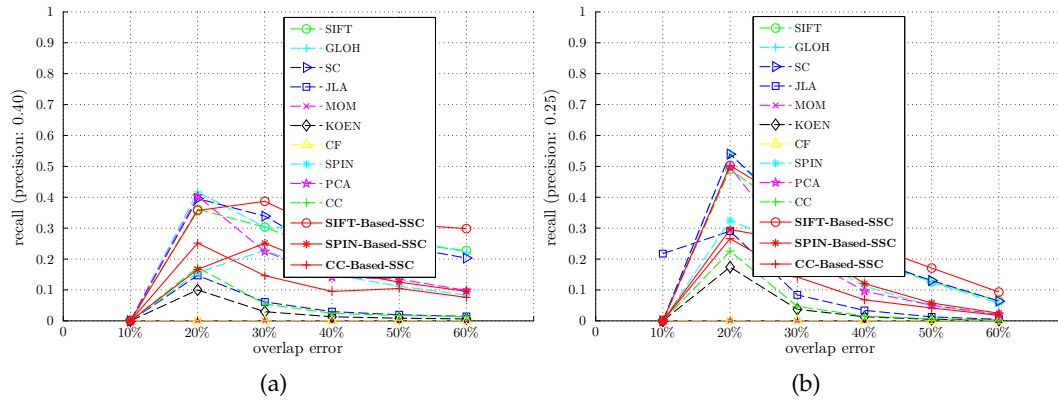 1
0.9
0.8
0.7
0.6
0.5
0.4
0.3
0.2
0.1
0
recall (precision: 0.40)
0
10%
20%
30%
40%
50%
60%
overlap error
SIFT
GLOH
SC
JLA
MOM
KOEN
CF
SPIN
PCA
CC
SIFT-Based-SSC
SPIN-Based-SSC
CC-Based-SSC
(a)
1
0.9
0.8
0.7
0.6
0.5
0.4
0.3
0.2
0.1
0
recall (precision: 0.25)
0
10%
20%
30%
40%
50%
60%
overlap error
SIFT
GLOH
SC
JLA
MOM
KOEN
CF
SPIN
PCA
CC
SIFT-Based-SSC
SPIN-Based-SSC
CC-Based-SSC
(b)